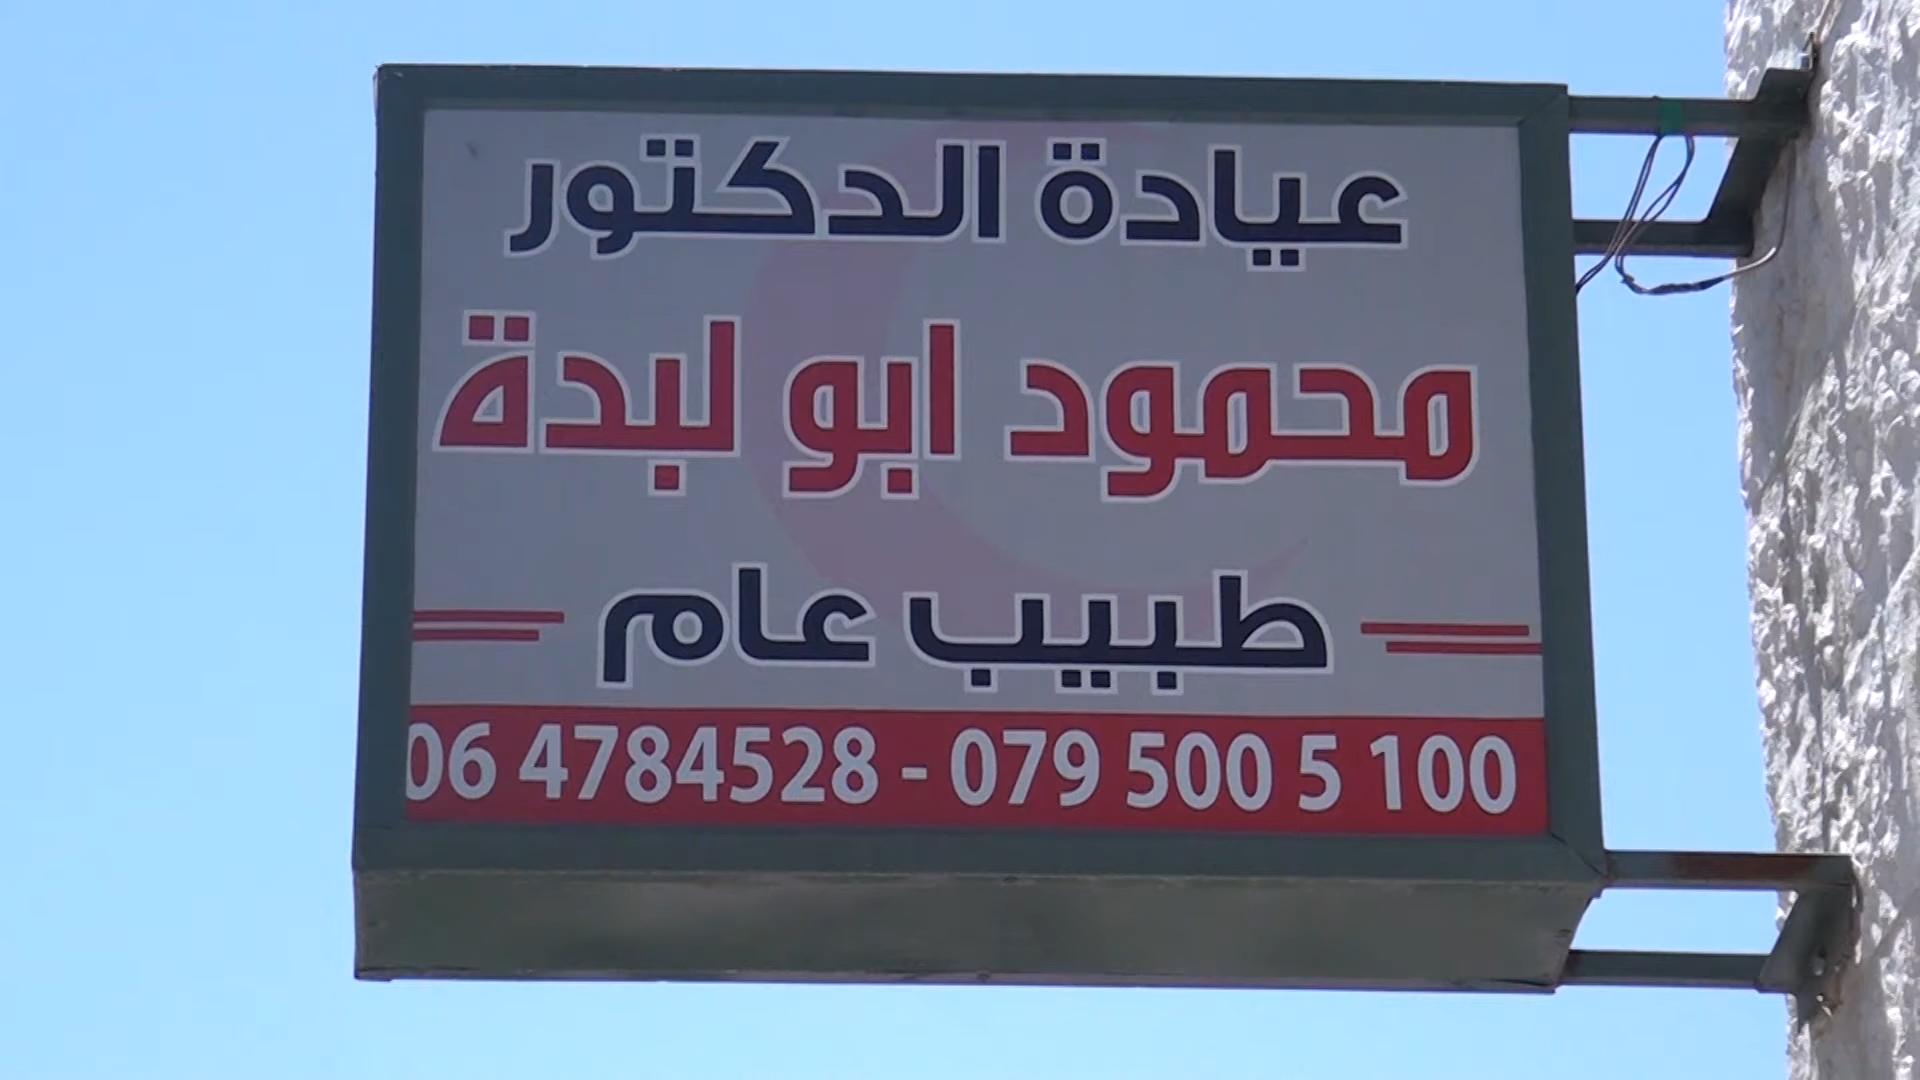 عيادة الدكتور
محمود ابو لبدة
طبيب عام
06 4784528 - 079 500 5 100